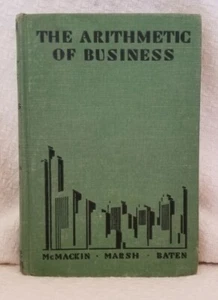 THE ARITHMETIC
OF BUSINESS
McMACKIN · MARSH · BATEN